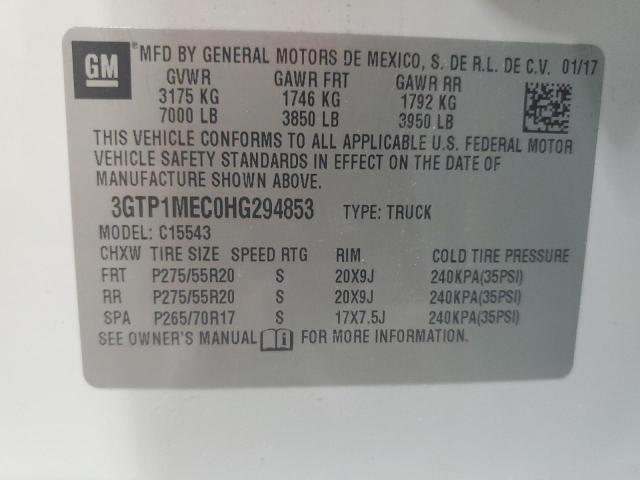 GM MFD BY GENERAL MOTORS DE MEXICO, S. DE R.L. DE C.V. 01/17
GVWR GAWR FRT GAWR RR
3175 KG 1746 KG 1792 KG
7000 LB 3850 LB 3950 LB
THIS VEHICLE CONFORMS TO ALL APPLICABLE U.S. FEDERAL MOTOR
VEHICLE SAFETY STANDARDS IN EFFECT ON THE DATE OF
MANUFACTURE SHOWN ABOVE.
3GTP1MEC0HG294853 TYPE: TRUCK
MODEL: C15543
CHXW TIRE SIZE SPEED RTG RIM COLD TIRE PRESSURE
FRT P275/55R20 S 20X9J 240KPA(35PSI)
RR P275/55R20 S 20X9J 240KPA(35PSI)
SPA P265/70R17 S 17X7.5J 240KPA(35PSI)
SEE OWNER'S MANUAL i FOR MORE INFORMATION.